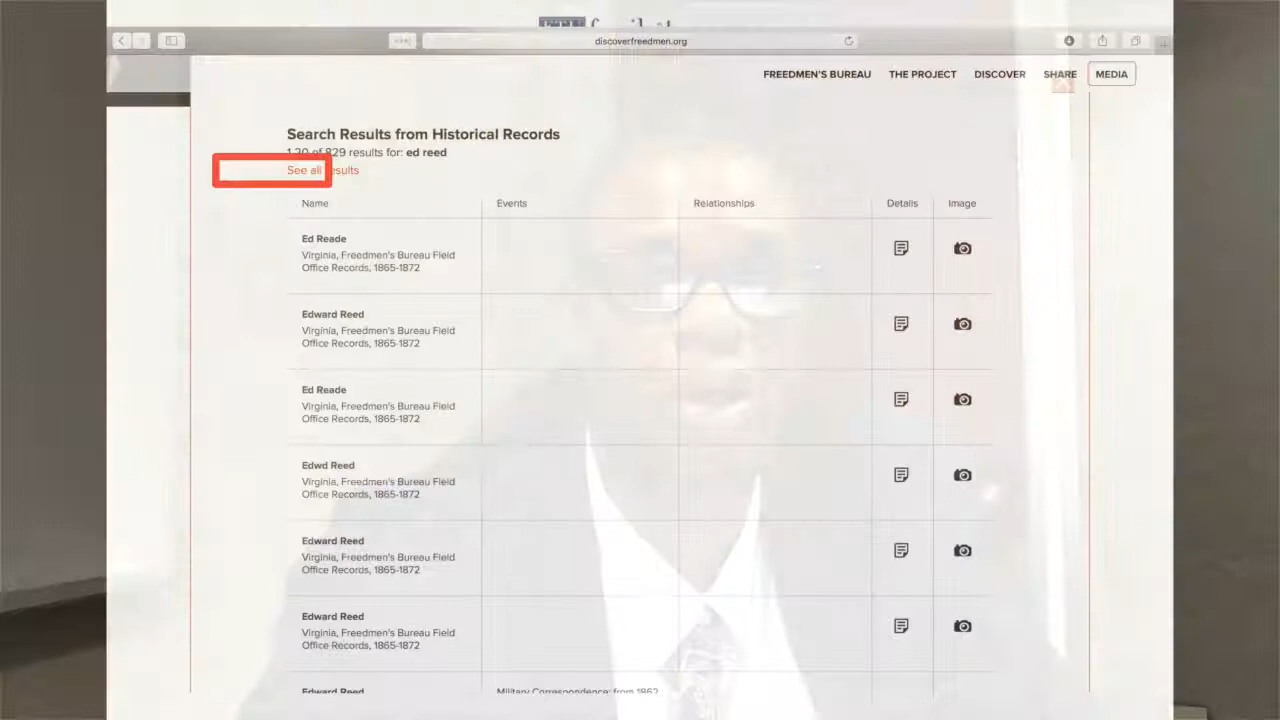 discoverfreedmen.org
FREEDMEN'S BUREAU THE PROJECT DISCOVER SHARE MEDIA
Search Results from Historical Records
1-20 of 829 results for: ed reed
See all results
Name Events Relationships Details Image
Ed Reade
Virginia, Freedmen's Bureau Field
Office Records, 1865-1872
Edward Reed
Virginia, Freedmen's Bureau Field
Office Records, 1865-1872
Ed Reade
Virginia, Freedmen's Bureau Field
Office Records, 1865-1872
Edwd Reed
Virginia, Freedmen's Bureau Field
Office Records, 1865-1872
Edward Reed
Virginia, Freedmen's Bureau Field
Office Records, 1865-1872
Edward Reed
Virginia, Freedmen's Bureau Field
Office Records, 1865-1872
Edward Reed Military Correspondence: from 1862